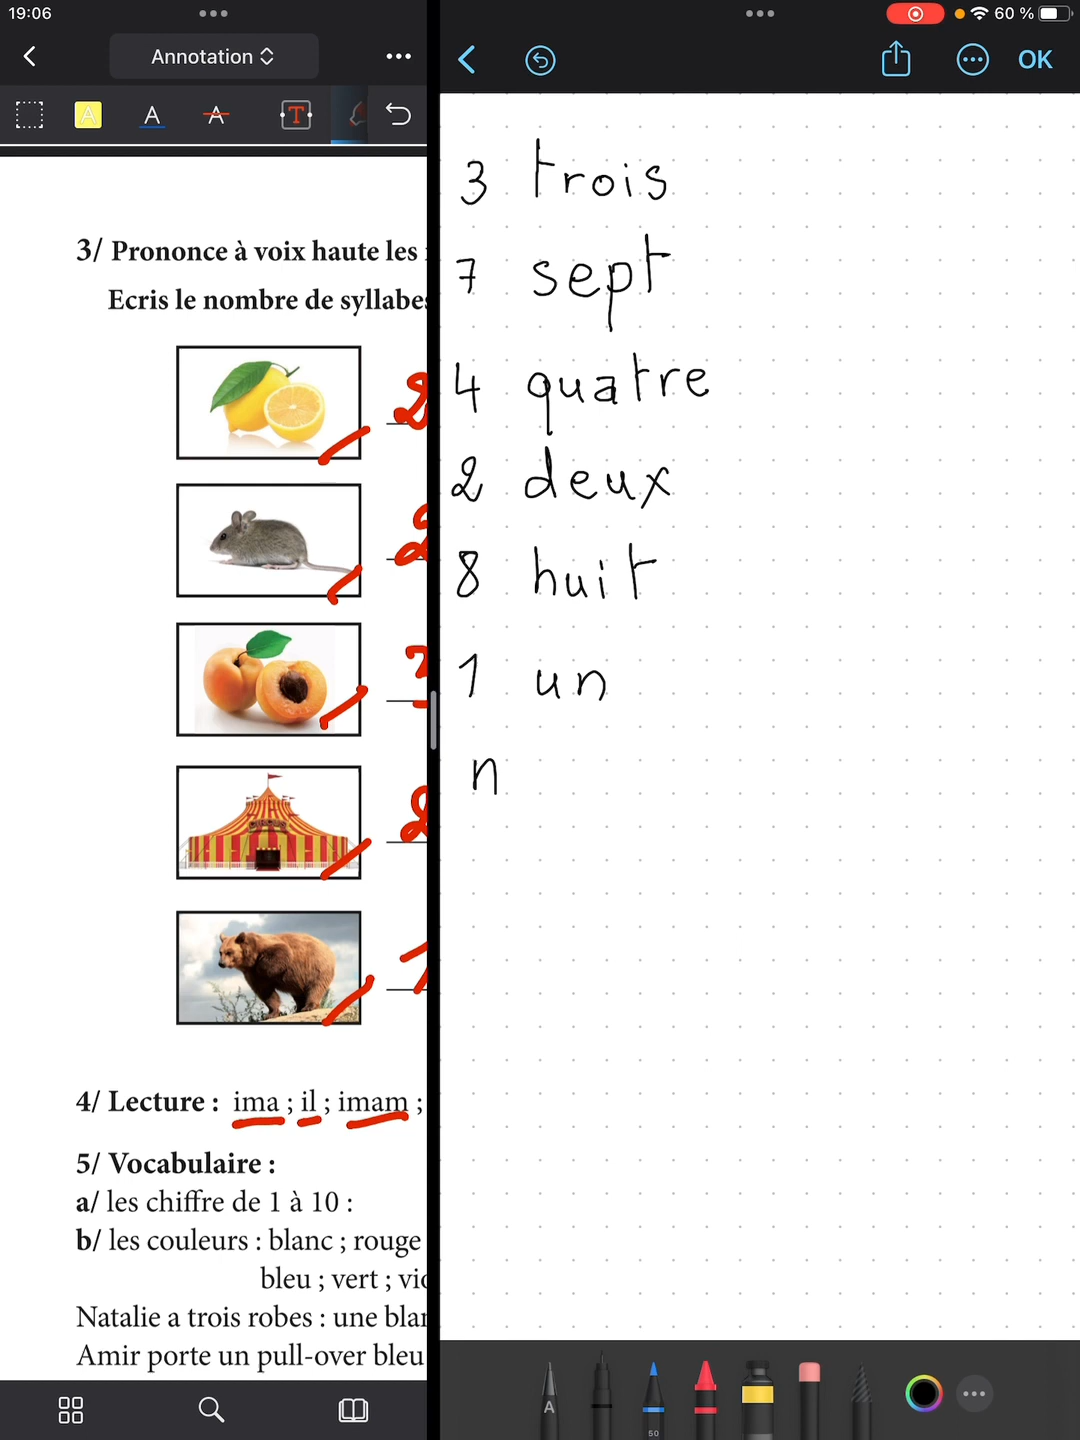 19:06
60 %
Annotation
OK
A
A
A
T
3/ Prononce à voix haute les
Ecris le nombre de syllabes
2
2
2
1
4/ Lecture : ima ; il ; imam ;
5/ Vocabulaire :
a/ les chiffre de 1 à 10 :
b/ les couleurs : blanc ; rouge
bleu ; vert ;
Natalie a trois robes : une
Amir porte un pull-over bleu
3 trois
7 sept
4 quatre
2 deux
8 huit
1 un
n
A
50